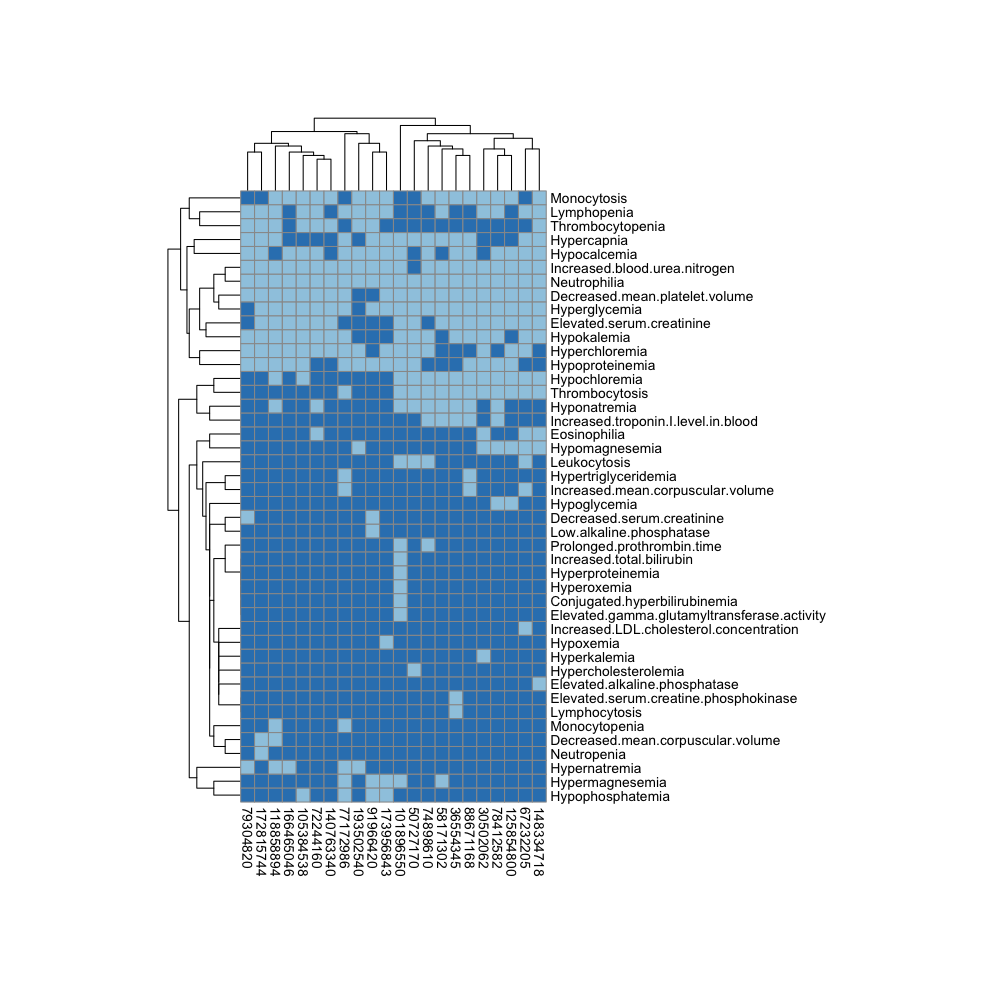 Monocytosis
Lymphopenia
Thrombocytopenia
Hypercapnia
Hypocalcemia
Increased.blood.urea.nitrogen
Neutrophilia
Decreased.mean.platelet.volume
Hyperglycemia
Elevated.serum.creatinine
Hypokalemia
Hyperchloremia
Hypoproteinemia
Hypochloremia
Thrombocytosis
Hyponatremia
Increased.troponin.I.level.in.blood
Eosinophilia
Hypomagnesemia
Leukocytosis
Hypertriglyceridemia
Increased.mean.corpuscular.volume
Hypoglycemia
Decreased.serum.creatinine
Low.alkaline.phosphatase
Prolonged.prothrombin.time
Increased.total.bilirubin
Hyperproteinemia
Hyperoxemia
Conjugated.hyperbilirubinemia
Elevated.gamma.glutamyltransferase.activity
Increased.LDL.cholesterol.concentration
Hypoxemia
Hyperkalemia
Hypercholesterolemia
Elevated.alkaline.phosphatase
Elevated.serum.creatine.phosphokinase
Lymphocytosis
Monocytopenia
Decreased.mean.corpuscular.volume
Neutropenia
Hypernatremia
Hypermagnesemia
Hypophosphatemia
79304820
172815744
118858894
166465046
105384538
72244160
140763340
77172986
193502540
91966420
173956843
101896550
50727170
74898610
58171302
36554345
88671168
30502062
78412582
125854800
67232205
148334718